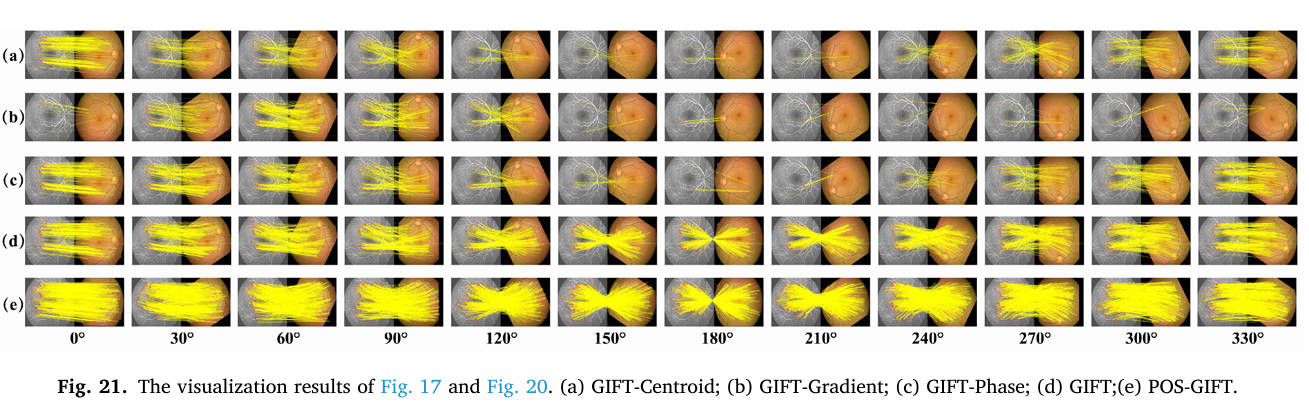 (a)
(b)
(c)
(d)
(e)
0° 30° 60° 90° 120° 150° 180° 210° 240° 270° 300° 330°
Fig. 21. The visualization results of Fig. 17 and Fig. 20. (a) GIFT-Centroid; (b) GIFT-Gradient; (c) GIFT-Phase; (d) GIFT;(e) POS-GIFT.